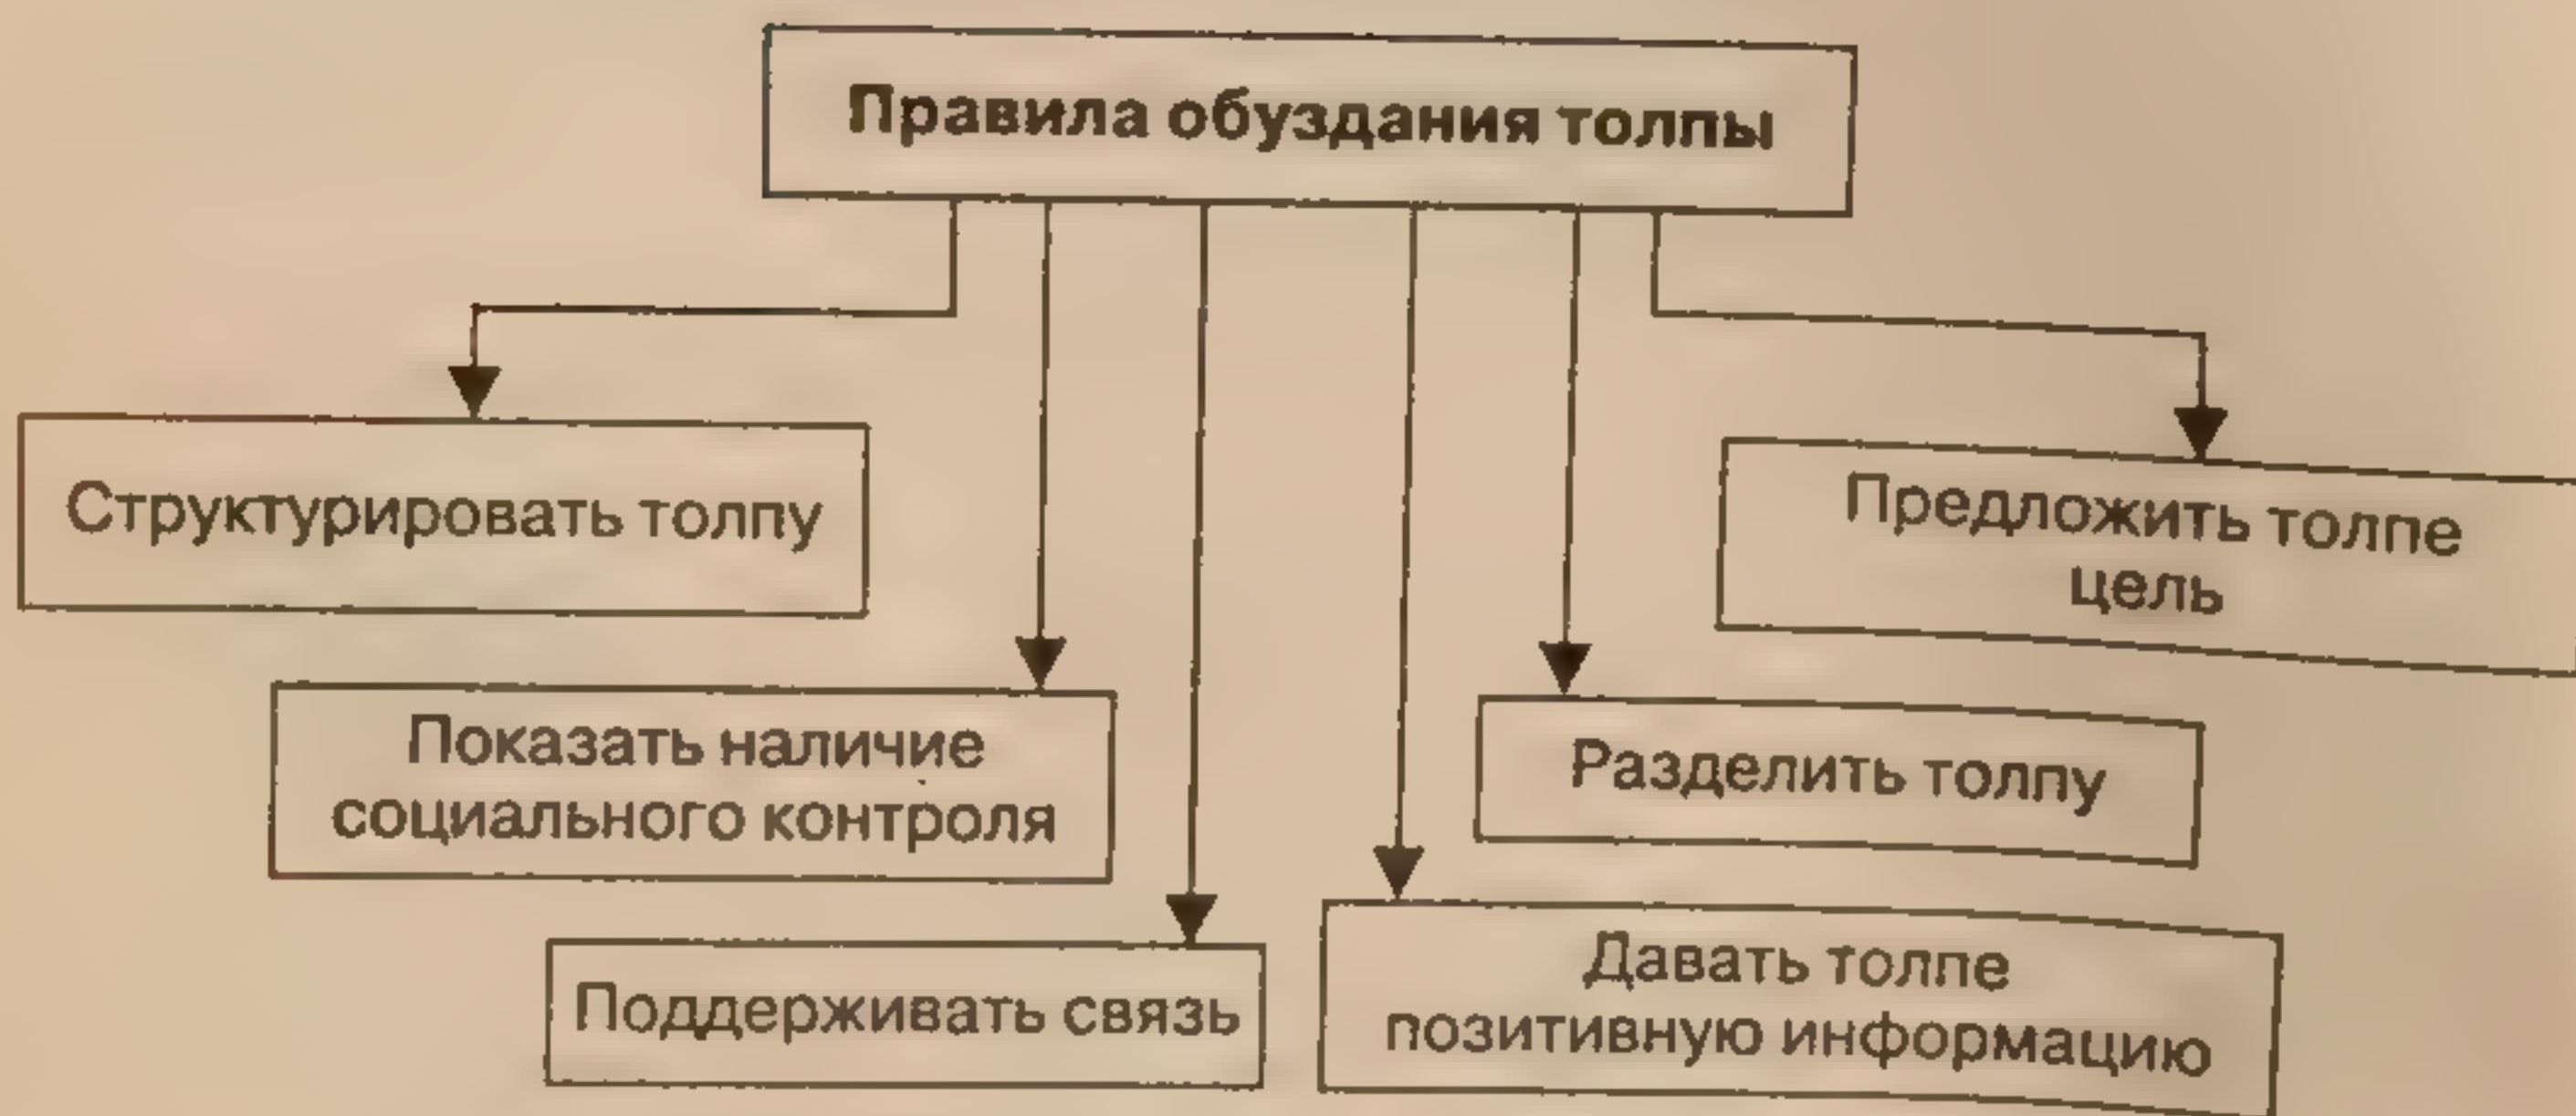 Правила обуздания толпы
Структурировать толпу
Предложить толпе
цель
Показать наличие
социального контроля
Разделить толпу
Поддерживать связь
Давать толпе
позитивную информацию